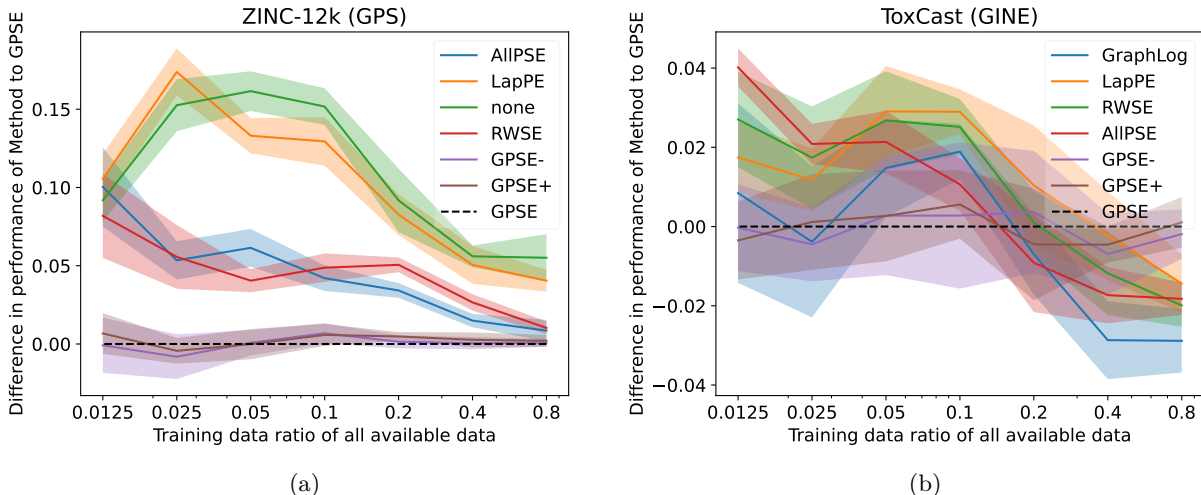 ZINC-12k (GPS)
Difference in performance of Method to GPSE
0.15
0.10
0.05
0.00
AllPSE
LapPE
none
RWSE
GPSE-
GPSE+
GPSE
0.0125 0.025 0.05 0.1 0.2 0.4 0.8
Training data ratio of all available data
(a)
ToxCast (GINE)
Difference in performance of Method to GPSE
0.04
0.02
0.00
−0.02
−0.04
GraphLog
LapPE
RWSE
AllPSE
GPSE-
GPSE+
GPSE
0.0125 0.025 0.05 0.1 0.2 0.4 0.8
Training data ratio of all available data
(b)